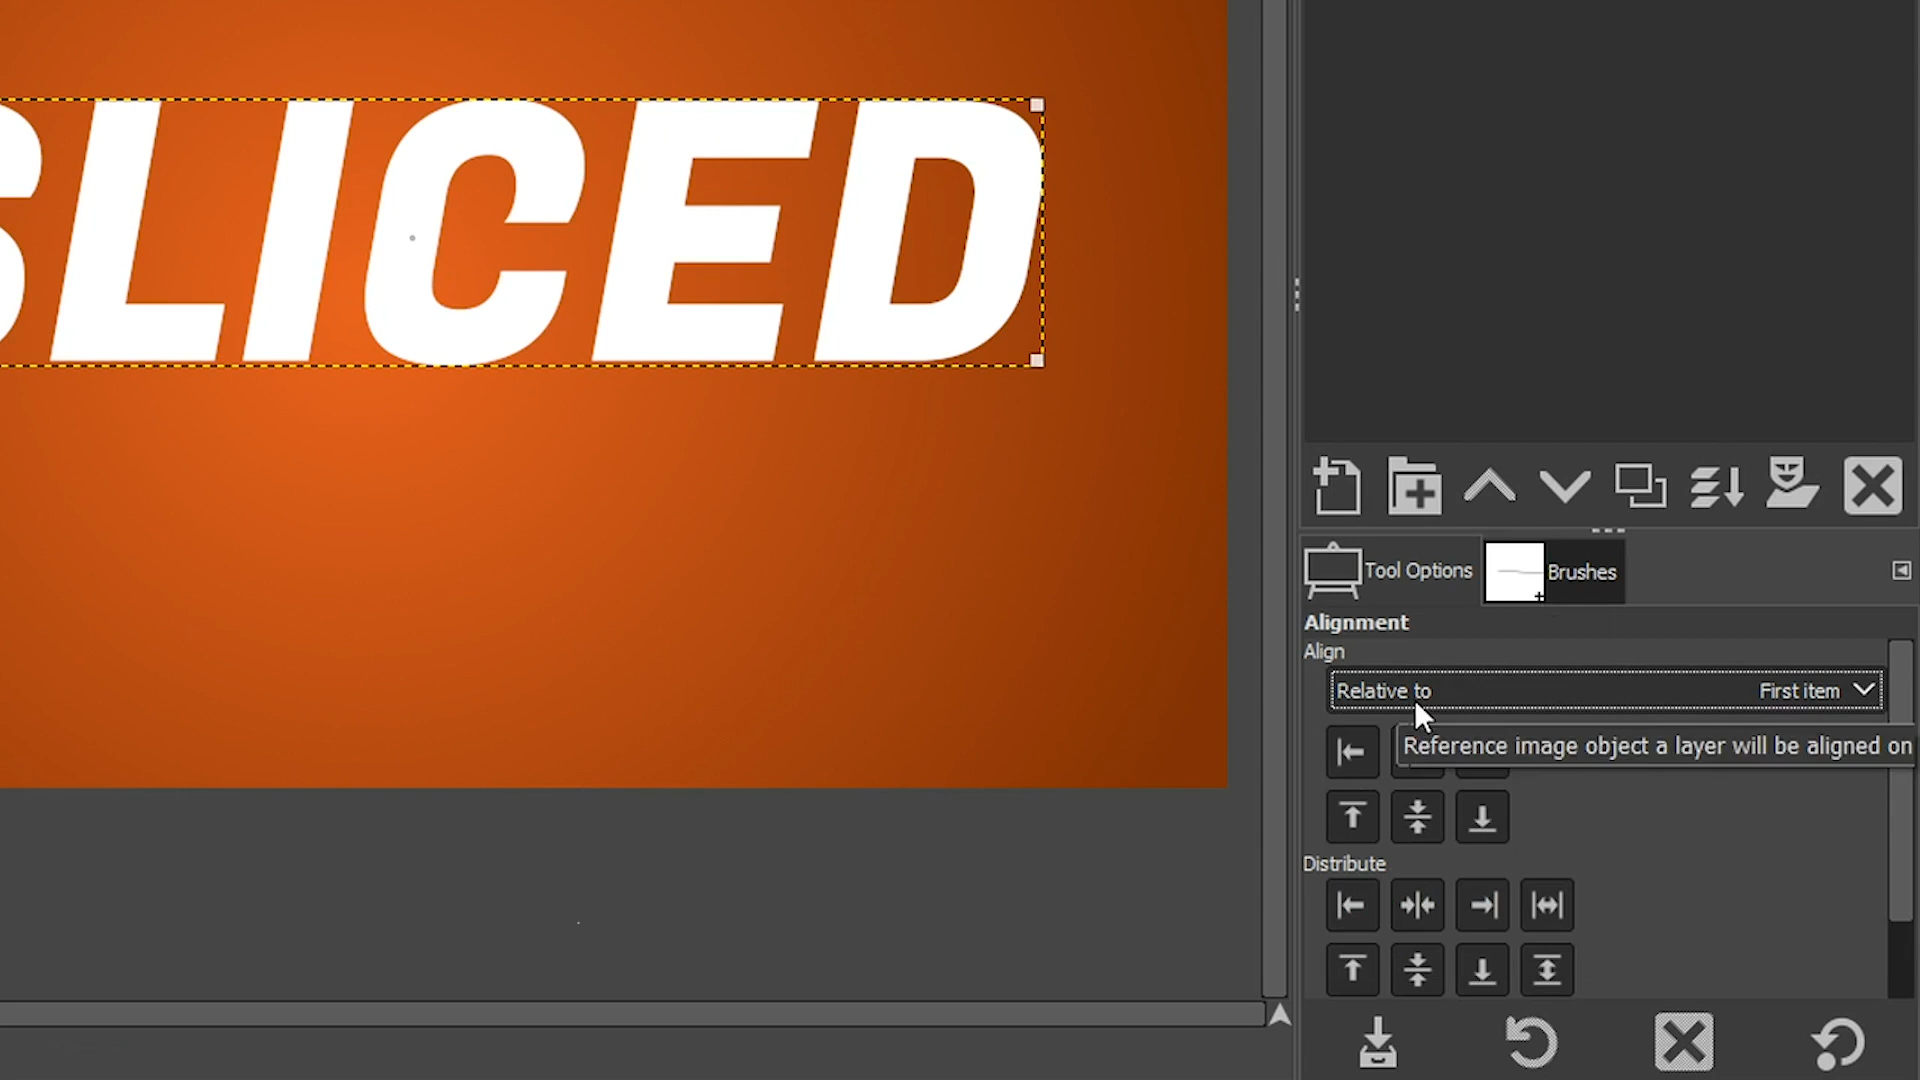 SLICED
Tool Options
Brushes
Alignment
Align
Relative to
First item
Reference image object a layer will be aligned on
Distribute